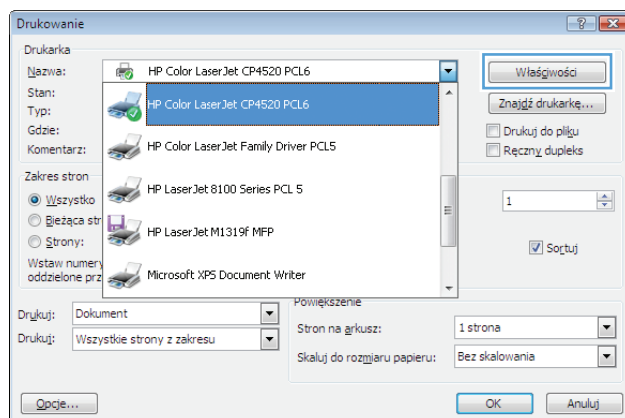 Drukowanie
Drukarka
Nazwa: HP Color LaserJet CP4520 PCL6 Właściwości
Stan: HP Color LaserJet CP4520 PCL6 Znajdź drukarkę...
Typ:
Gdzie: HP Color LaserJet Family Driver PCL5 Drukuj do pliku
Komentarz: Ręczny dupleks
Zakres stron HP LaserJet 8100 Series PCL 5
Wszystko 1
Bieżąca str HP LaserJet M1319f MFP
Strony: Sortuj
Wstaw numery Microsoft XPS Document Writer
oddzielone prz
Powiększenie
Drukuj: Dokument Stron na arkusz: 1 strona
Drukuj: Wszystkie strony z zakresu Skaluj do rozmiaru papieru: Bez skalowania
Opcje... OK Anuluj